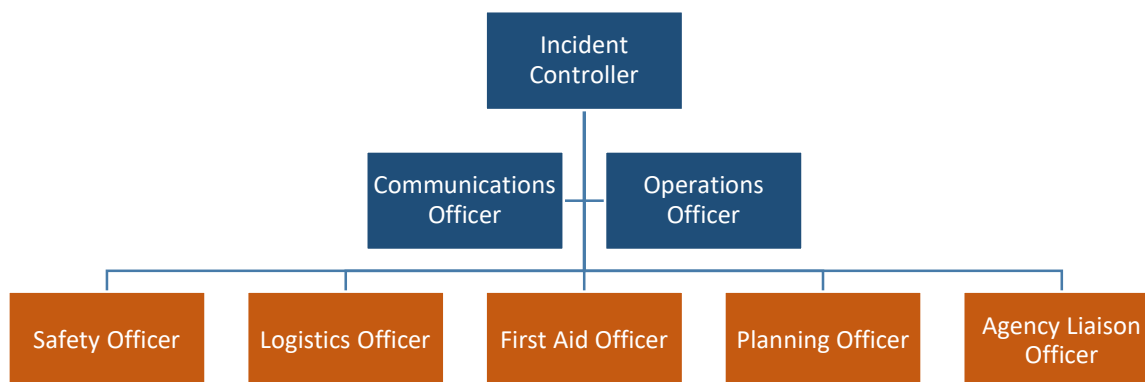 Incident
Controller
Communications
Officer
Operations
Officer
Safety Officer
Logistics Officer
First Aid Officer
Planning Officer
Agency Liaison
Officer